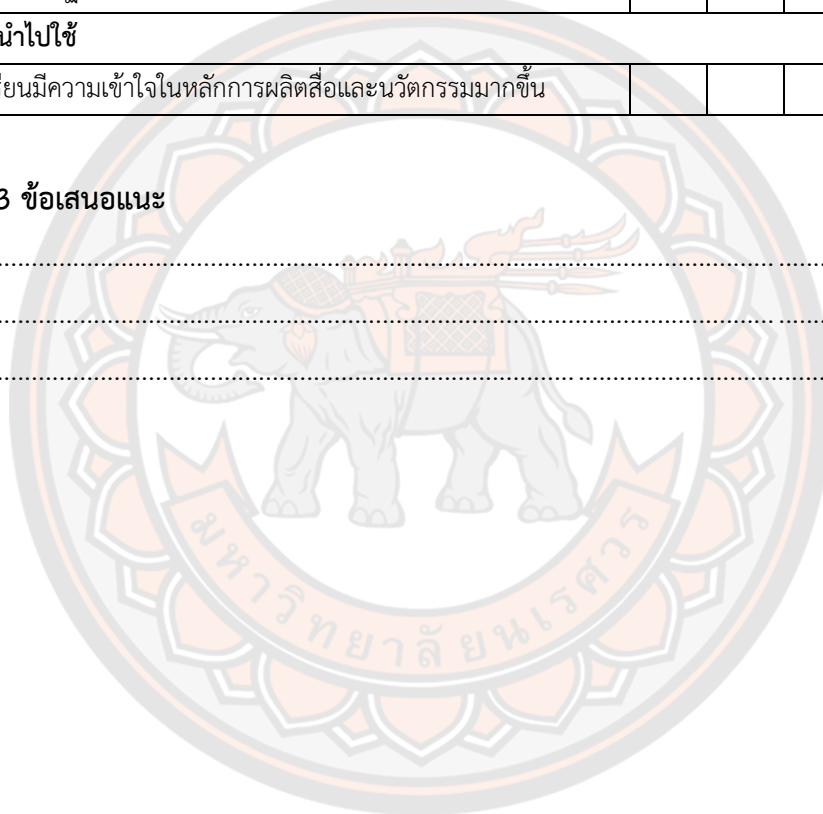 นำไปใช้
เรียนมีความเข้าใจในหลักการผลิตสื่อและนวัตกรรมมากขึ้น
3 ข้อเสนอแนะ
................................................................................
................................................................................
................................................................................
มหาวิทยาลัยนเรศวร